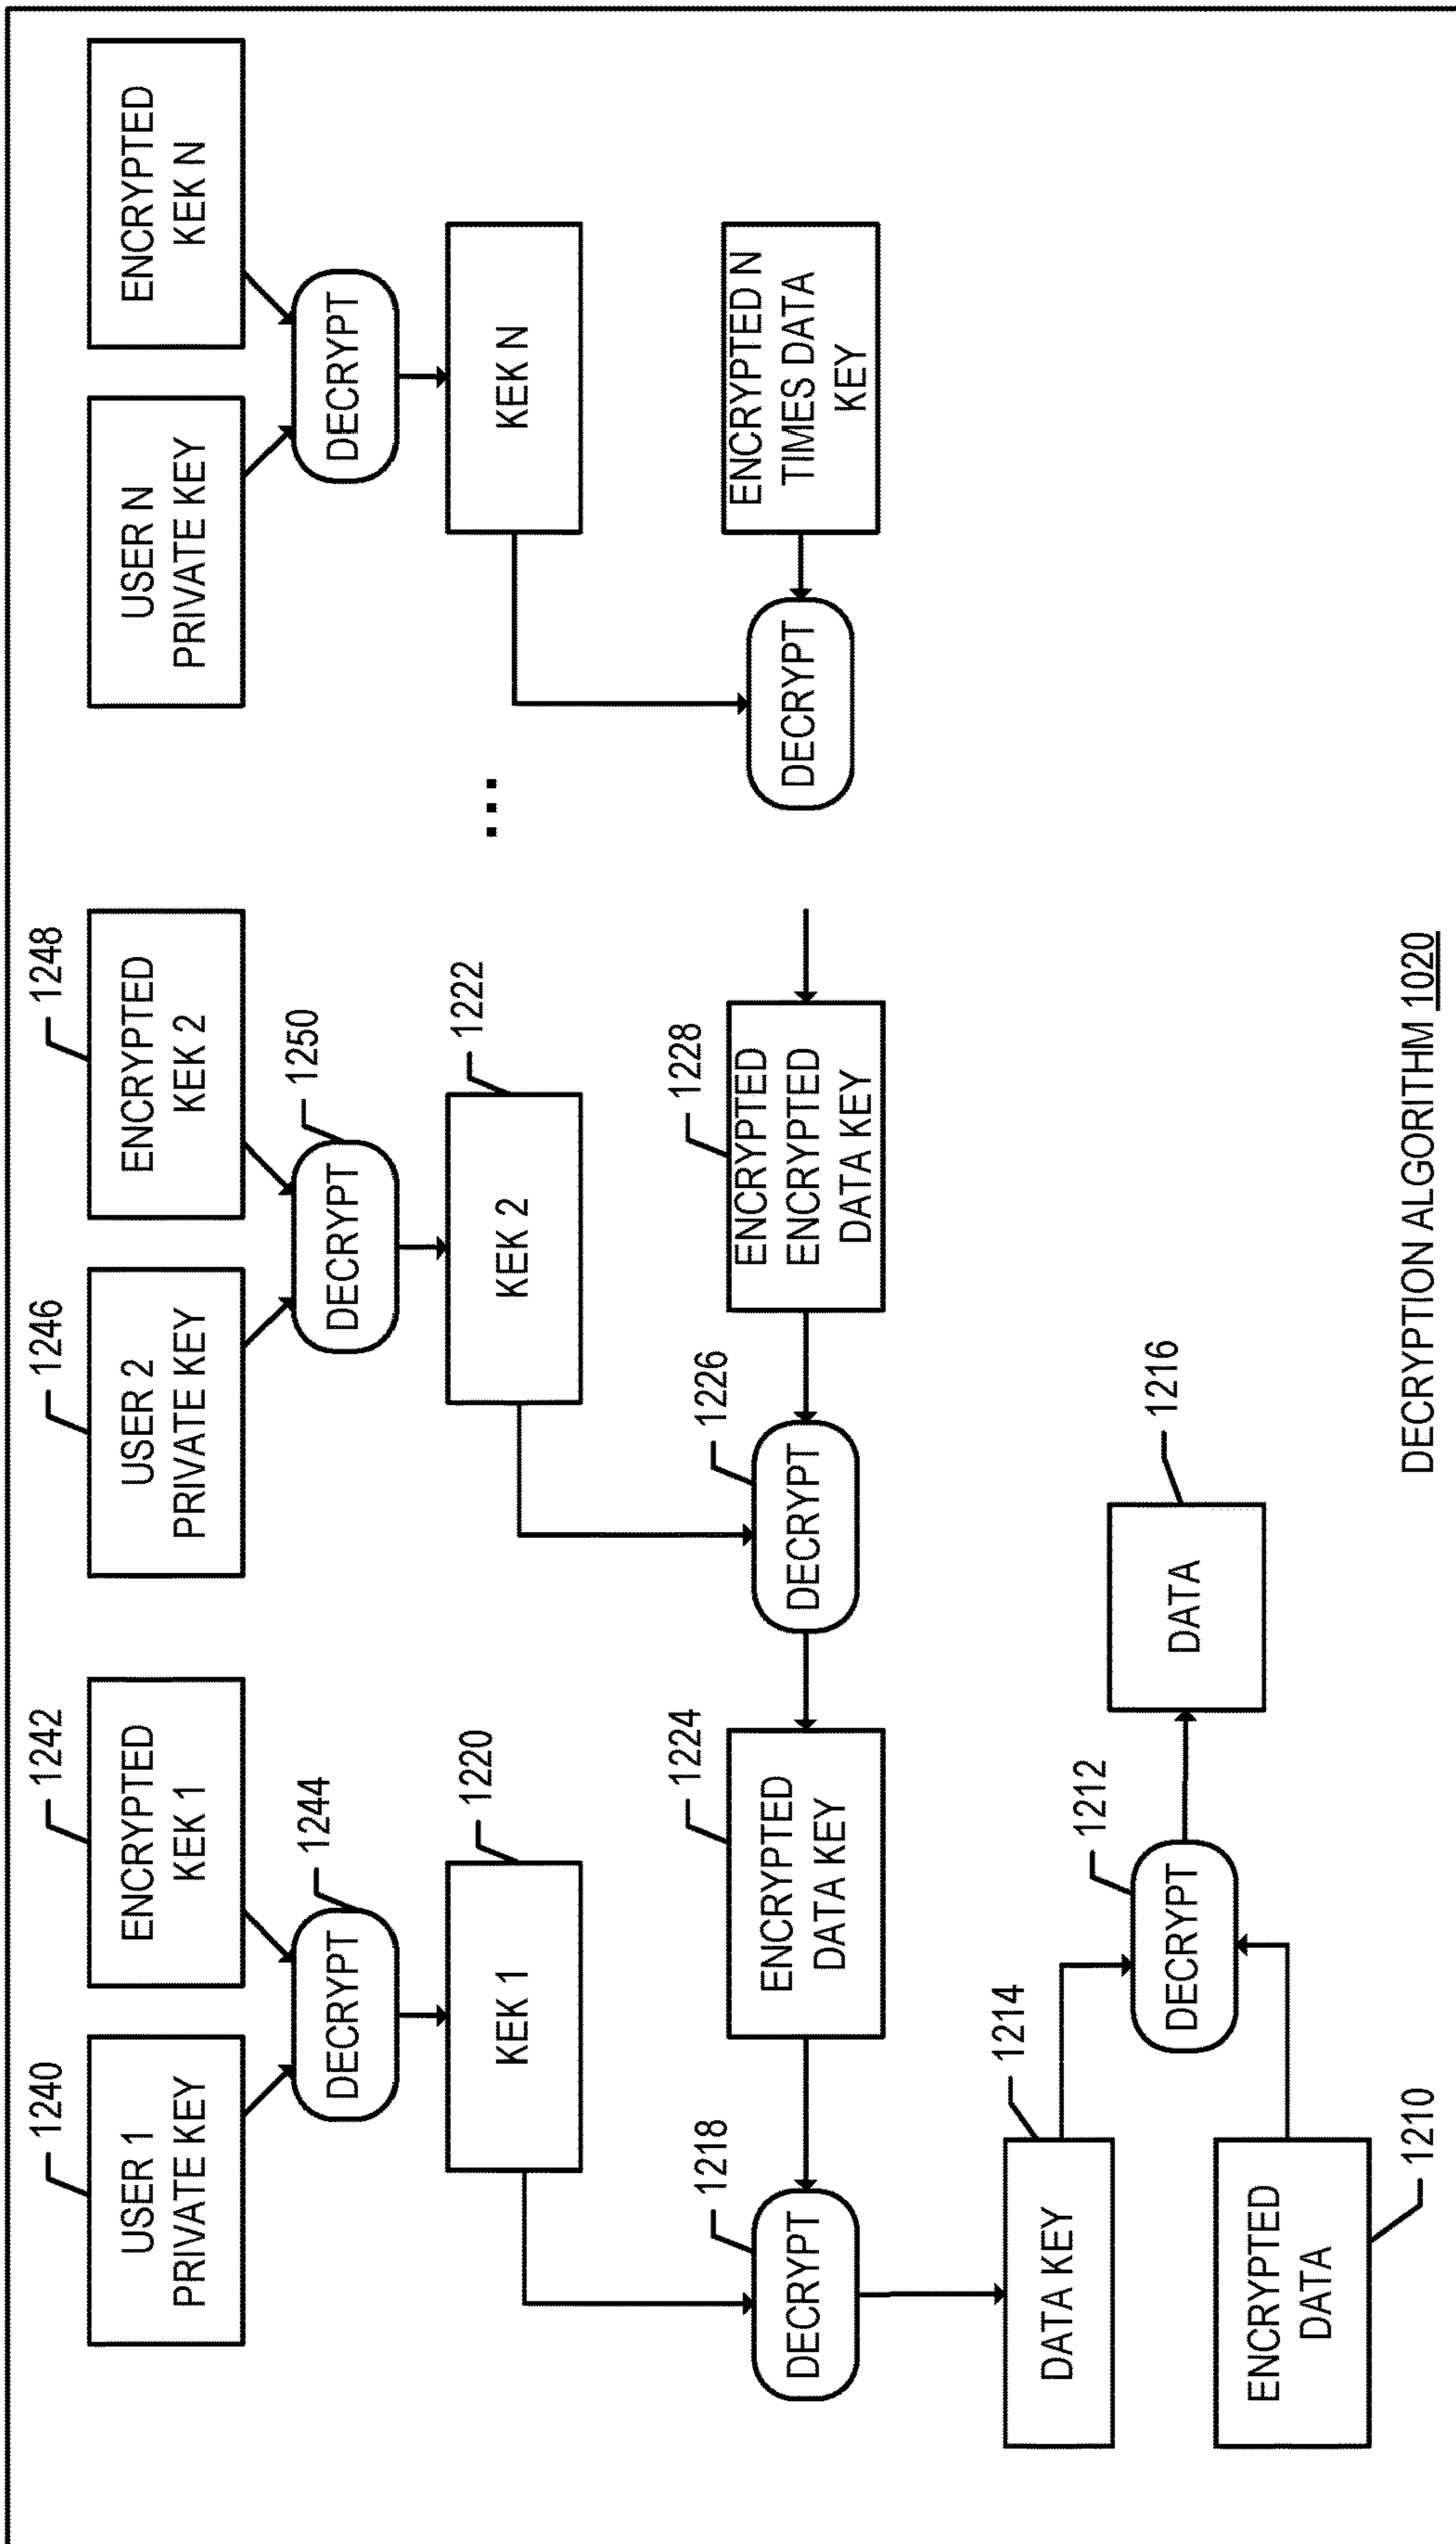 1240
USER 1
PRIVATE KEY
1242
ENCRYPTED
KEK 1
1246
USER 2
PRIVATE KEY
1248
ENCRYPTED
KEK 2
USER N
PRIVATE KEY
ENCRYPTED
KEK N
DECRYPT
1244
DECRYPT
1250
DECRYPT
KEK 1
1220
KEK 2
1222
KEK N
...
DECRYPT
1218
ENCRYPTED
DATA KEY
1224
DECRYPT
1226
ENCRYPTED
ENCRYPTED
DATA KEY
1228
DECRYPT
ENCRYPTED N
TIMES DATA
KEY
DATA KEY
1214
DECRYPT
1212
DATA
1216
ENCRYPTED
DATA
1210
DECRYPTION ALGORITHM 1020